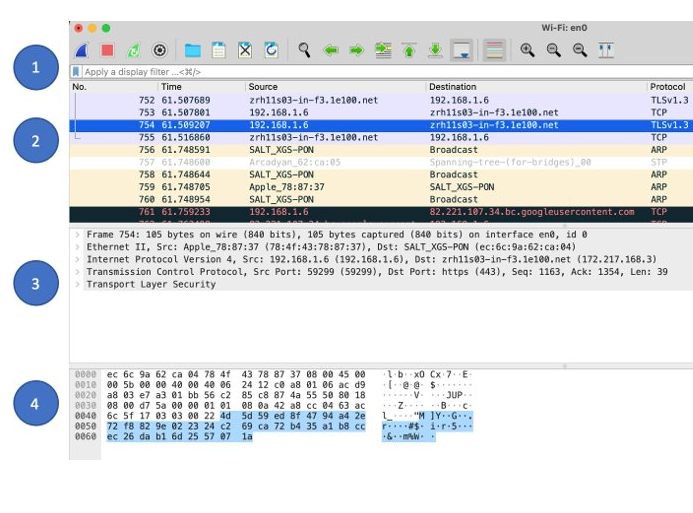 Wi-Fi: en0
1
Apply a display filter ... <⌘/>
No. Time Source Destination Protocol
752 61.507689 zrh11s03-in-f3.1e100.net 192.168.1.6 TLSv1.3
753 61.507801 192.168.1.6 zrh11s03-in-f3.1e100.net TCP
2
754 61.509207 192.168.1.6 zrh11s03-in-f3.1e100.net TLSv1.3
755 61.516860 zrh11s03-in-f3.1e100.net 192.168.1.6 TCP
756 61.748591 SALT_XGS-PON Broadcast ARP
757 61.748600 Arcadyan_62:ca:05 Spanning-tree-(for-bridges)_00 STP
758 61.748644 SALT_XGS-PON Broadcast ARP
759 61.748705 Apple_78:87:37 SALT_XGS-PON ARP
760 61.748954 SALT_XGS-PON Broadcast ARP
761 61.759233 192.168.1.6 82.221.107.34.bc.googleusercontent.com TCP
Frame 754: 105 bytes on wire (840 bits), 105 bytes captured (840 bits) on interface en0, id 0
Ethernet II, Src: Apple_78:87:37 (78:4f:43:78:87:37), Dst: SALT_XGS-PON (ec:6c:9a:62:ca:04)
Internet Protocol Version 4, Src: 192.168.1.6 (192.168.1.6), Dst: zrh11s03-in-f3.1e100.net (172.217.168.3)
3
Transmission Control Protocol, Src Port: 59299 (59299), Dst Port: https (443), Seq: 1163, Ack: 1354, Len: 39
Transport Layer Security
0000 ec 6c 9a 62 ca 04 78 4f 43 78 87 37 08 00 45 00 ·l·b··xO Cx·7··E·
0010 00 5b 00 00 40 00 40 06 24 12 c0 a8 01 06 ac d9 ·[··@·@· $·······
0020 a8 03 e7 a3 01 bb 56 c2 85 c8 87 4a 55 50 80 18 ······V· ···JUP··
4
0030 08 00 d7 5a 00 00 01 01 08 0a 42 a8 cc 04 63 ac ···Z···· ··B···c·
0040 6c 5f 17 03 03 00 22 4d 5d 59 ed 8f 47 94 a4 2e l_····"M ]Y··G··.
0050 72 f8 82 9e 02 23 24 c2 69 ca 72 b4 35 a1 b8 cc r····#$· i·r·5···
0060 ec 26 da b1 6d 25 57 07 1a ·&··m%W· ·